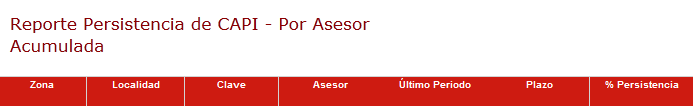 Reporte Persistencia de CAPI - Por Asesor
Acumulada
Zona Localidad Clave Asesor Último Periodo Plazo % Persistencia